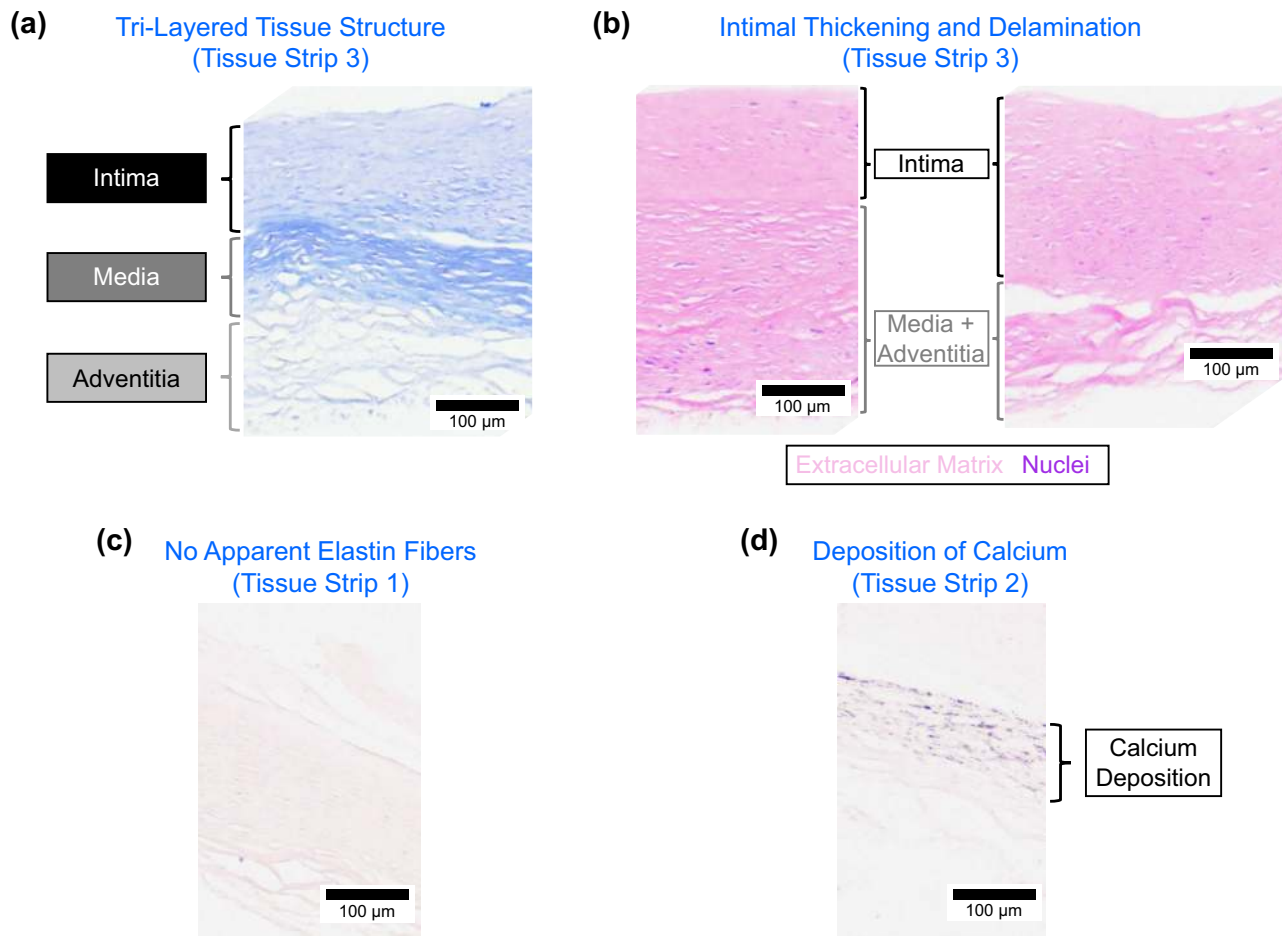 (a)
Tri-Layered Tissue Structure
(Tissue Strip 3)
Intima
Media
Adventitia
100 µm
(b)
Intimal Thickening and Delamination
(Tissue Strip 3)
Intima
Media +
Adventitia
100 µm
100 µm
Extracellular Matrix Nuclei
(c)
No Apparent Elastin Fibers
(Tissue Strip 1)
100 µm
(d)
Deposition of Calcium
(Tissue Strip 2)
Calcium
Deposition
100 µm